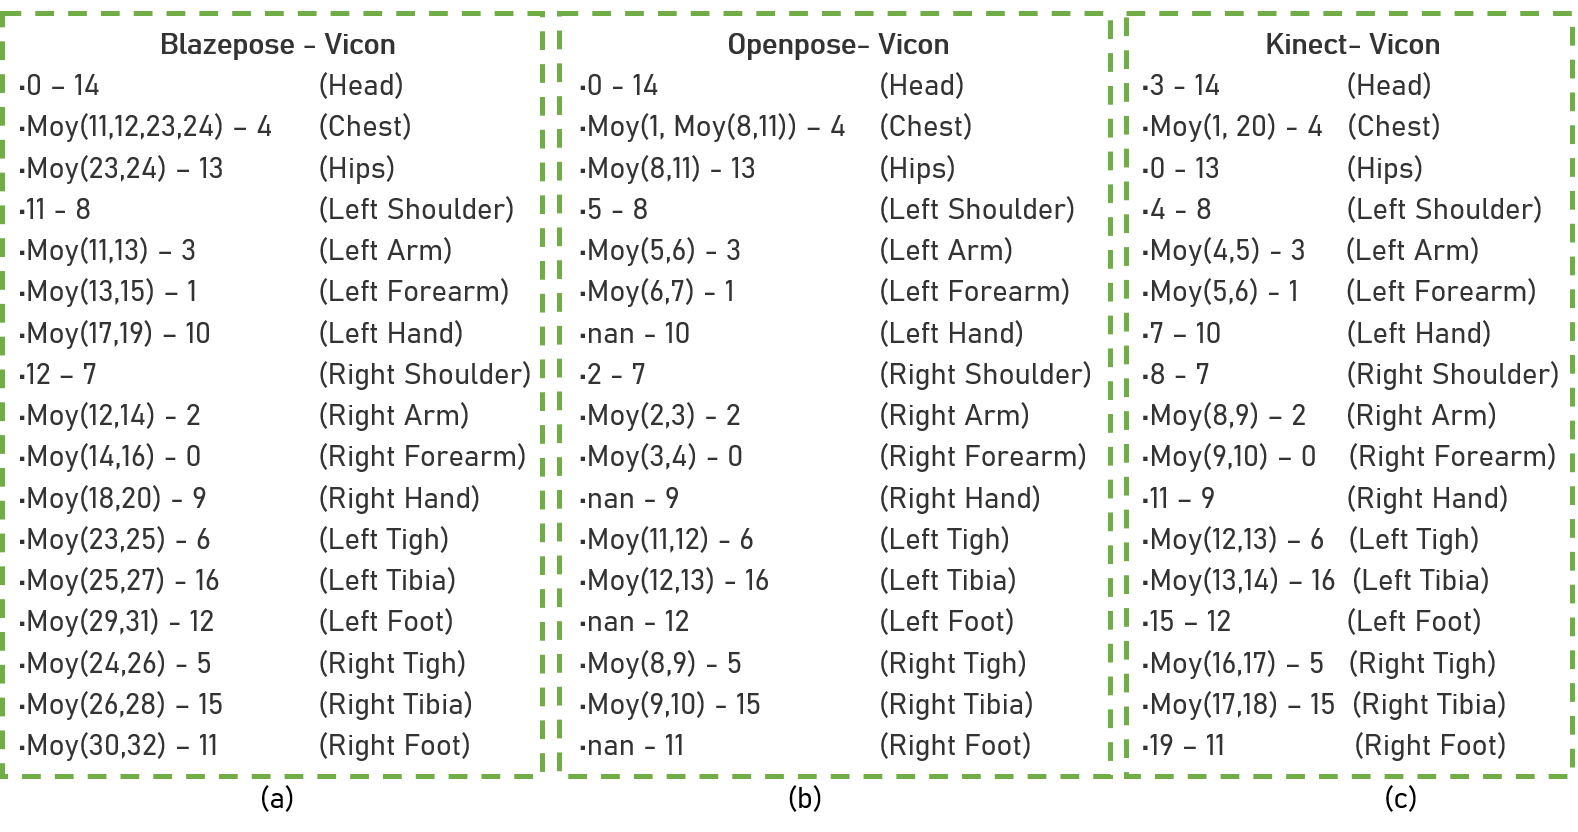 Blazepose - Vicon
·0 – 14 (Head)
·Moy(11,12,23,24) – 4 (Chest)
·Moy(23,24) – 13 (Hips)
·11 - 8 (Left Shoulder)
·Moy(11,13) – 3 (Left Arm)
·Moy(13,15) – 1 (Left Forearm)
·Moy(17,19) – 10 (Left Hand)
·12 – 7 (Right Shoulder)
·Moy(12,14) - 2 (Right Arm)
·Moy(14,16) - 0 (Right Forearm)
·Moy(18,20) - 9 (Right Hand)
·Moy(23,25) - 6 (Left Tigh)
·Moy(25,27) - 16 (Left Tibia)
·Moy(29,31) - 12 (Left Foot)
·Moy(24,26) - 5 (Right Tigh)
·Moy(26,28) – 15 (Right Tibia)
·Moy(30,32) – 11 (Right Foot)
(a)
Openpose- Vicon
·0 - 14 (Head)
·Moy(1, Moy(8,11)) – 4 (Chest)
·Moy(8,11) - 13 (Hips)
·5 - 8 (Left Shoulder)
·Moy(5,6) - 3 (Left Arm)
·Moy(6,7) - 1 (Left Forearm)
·nan - 10 (Left Hand)
·2 - 7 (Right Shoulder)
·Moy(2,3) - 2 (Right Arm)
·Moy(3,4) - 0 (Right Forearm)
·nan - 9 (Right Hand)
·Moy(11,12) - 6 (Left Tigh)
·Moy(12,13) - 16 (Left Tibia)
·nan - 12 (Left Foot)
·Moy(8,9) - 5 (Right Tigh)
·Moy(9,10) - 15 (Right Tibia)
·nan - 11 (Right Foot)
(b)
Kinect- Vicon
·3 - 14 (Head)
·Moy(1, 20) - 4 (Chest)
·0 - 13 (Hips)
·4 - 8 (Left Shoulder)
·Moy(4,5) - 3 (Left Arm)
·Moy(5,6) - 1 (Left Forearm)
·7 – 10 (Left Hand)
·8 - 7 (Right Shoulder)
·Moy(8,9) – 2 (Right Arm)
·Moy(9,10) – 0 (Right Forearm)
·11 – 9 (Right Hand)
·Moy(12,13) – 6 (Left Tigh)
·Moy(13,14) – 16 (Left Tibia)
·15 – 12 (Left Foot)
·Moy(16,17) – 5 (Right Tigh)
·Moy(17,18) – 15 (Right Tibia)
·19 – 11 (Right Foot)
(c)